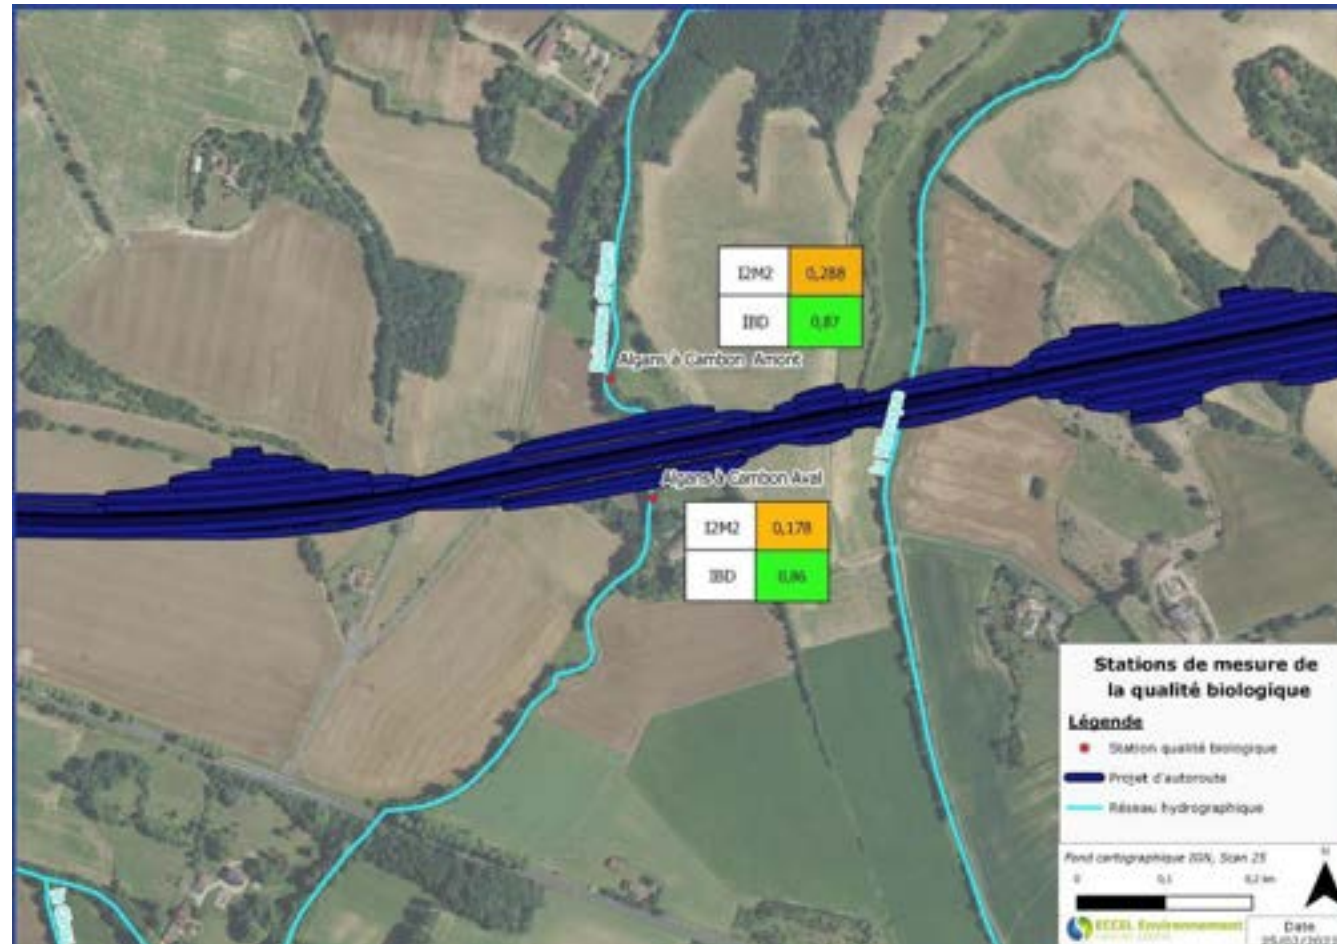 I2M2 0,288
IBD 0,87
Algans à Cambon Amont
Algans à Cambon Aval
I2M2 0,178
IBD 0,86
Stations de mesure de
la qualité biologique
Légende
Station qualité biologique
Projet d'autoroute
Réseau hydrographique
Fond cartographique IGN, Scan 25
0 0,1 0,2 km
N
ECCEL Environnement
Date